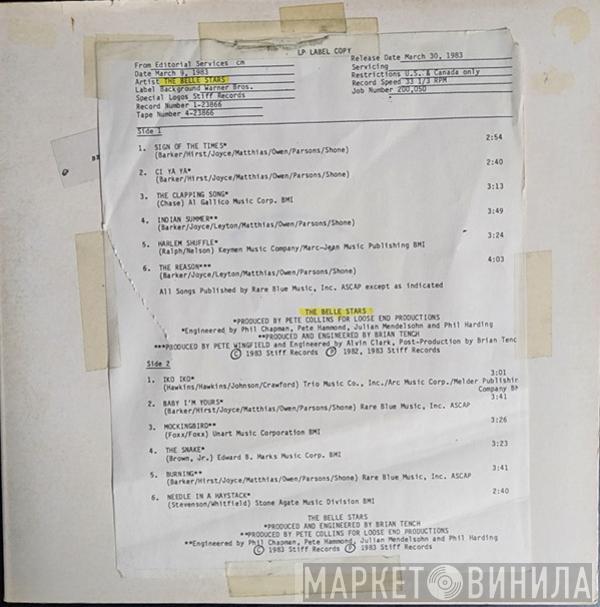 LP LABEL COPY
From Editorial Services cm
Release Date March 30, 1983
Date March 9, 1983
Servicing
Artist THE BELLE STARS
Restrictions U.S. & Canada only
Label Background Warner Bros.
Record Speed 33 1/3 RPM
Special Logos Stiff Records
Job Number 200,050
Record Number 1-23866
Tape Number 4-23866
Side 1
1. SIGN OF THE TIMES* 2:54
(Barker/Hirst/Joyce/Matthias/Owen/Parsons/Shone)
2. CI YA YA* 2:40
(Barker/Hirst/Joyce/Matthias/Owen/Parsons/Shone)
3. THE CLAPPING SONG* 3:13
(Chase) Al Gallico Music Corp. BMI
4. INDIAN SUMMER** 3:49
(Barker/Joyce/Leyton/Matthias/Owen/Parsons/Shone)
5. HARLEM SHUFFLE* 3:24
(Ralph/Nelson) Keymen Music Company/Marc-Jean Music Publishing BMI
6. THE REASON*** 4:03
(Barker/Joyce/Leyton/Matthias/Owen/Parsons/Shone)
All Songs Published by Rare Blue Music, Inc. ASCAP except as indicated
THE BELLE STARS
*PRODUCED BY PETE COLLINS FOR LOOSE END PRODUCTIONS
*Engineered by Phil Chapman, Pete Hammond, Julian Mendelsohn and Phil Harding
**PRODUCED AND ENGINEERED BY BRIAN TENCH
***PRODUCED BY PETE WINGFIELD and Engineered by Alvin Clark, Post-Production by Brian Tenc
Ⓒ 1983 Stiff Records Ⓟ 1982, 1983 Stiff Records
Side 2
1. IKO IKO* 3:01
(Hawkins/Hawkins/Johnson/Crawford) Trio Music Co., Inc./Arc Music Corp./Melder Publishin
Company BM
2. BABY I'M YOURS* 3:41
(Barker/Hirst/Joyce/Matthias/Owen/Parsons/Shone) Rare Blue Music, Inc. ASCAP
3. MOCKINGBIRD** 3:26
(Foxx/Foxx) Unart Music Corporation BMI
4. THE SNAKE* 3:23
(Brown, Jr.) Edward B. Marks Music Corp. BMI
5. BURNING** 3:41
(Barker/Hirst/Joyce/Matthias/Owen/Parsons/Shone) Rare Blue Music, Inc. ASCAP
6. NEEDLE IN A HAYSTACK* 2:40
(Stevenson/Whitfield) Stone Agate Music Division BMI
THE BELLE STARS
*PRODUCED AND ENGINEERED BY BRIAN TENCH
**PRODUCED BY PETE COLLINS FOR LOOSE END PRODUCTIONS
**Engineered by Phil Chapman, Pete Hammond, Julian Mendelsohn and Phil Harding
Ⓒ 1983 Stiff Records Ⓟ 1983 Stiff Records
МАРКЕТ ВИНИЛА